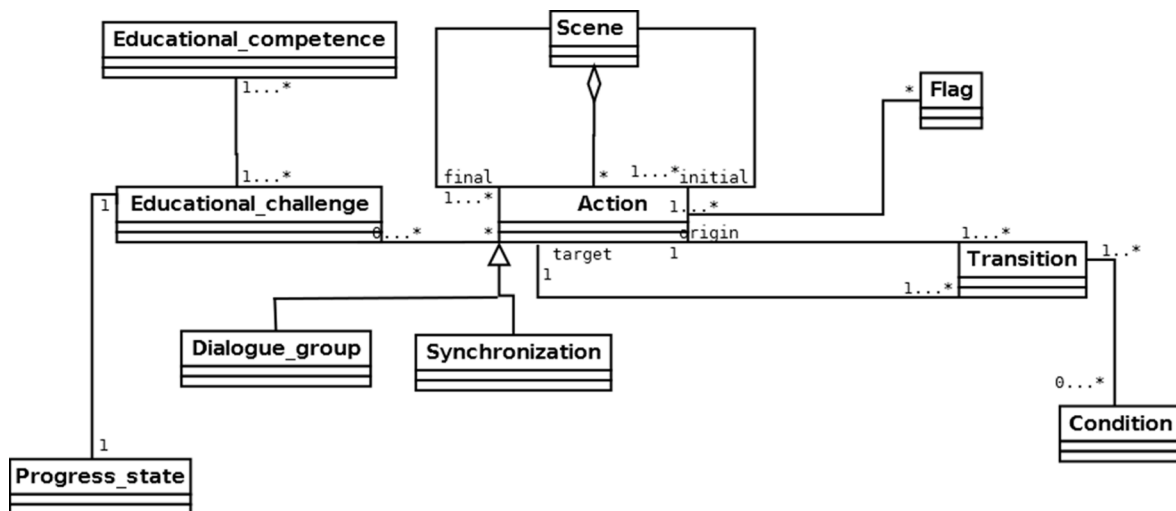 Scene
Educational_competence
1...*
Flag
*
final
*
1...*
initial
1...*
Educational_challenge
1
1...*
Action
1...*
0...*
*
origin
1...*
target
1
1
Transition
1..*
1...*
Dialogue_group
Synchronization
0...*
Condition
1
Progress_state